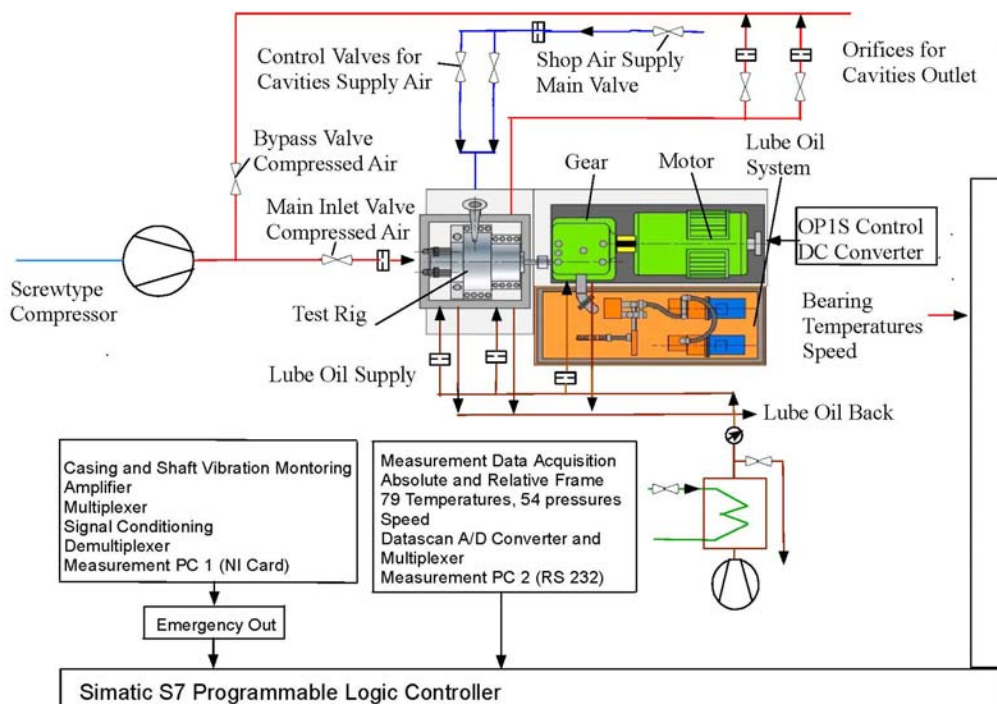 Control Valves for
Cavities Supply Air
Shop Air Supply
Main Valve
Orifices for
Cavities Outlet
Bypass Valve
Compressed Air
Gear
Motor
Lube Oil
System
Main Inlet Valve
Compressed Air
OP1S Control
DC Converter
Screwtype
Compressor
Test Rig
Bearing
Temperatures
Speed
Lube Oil Supply
Lube Oil Back
Casing and Shaft Vibration Montoring
Amplifier
Multiplexer
Signal Conditioning
Demultiplexer
Measurement PC 1 (NI Card)
Measurement Data Acquisition
Absolute and Relative Frame
79 Temperatures, 54 pressures
Speed
Datascan A/D Converter and
Multiplexer
Measurement PC 2 (RS 232)
Emergency Out
Simatic S7 Programmable Logic Controller